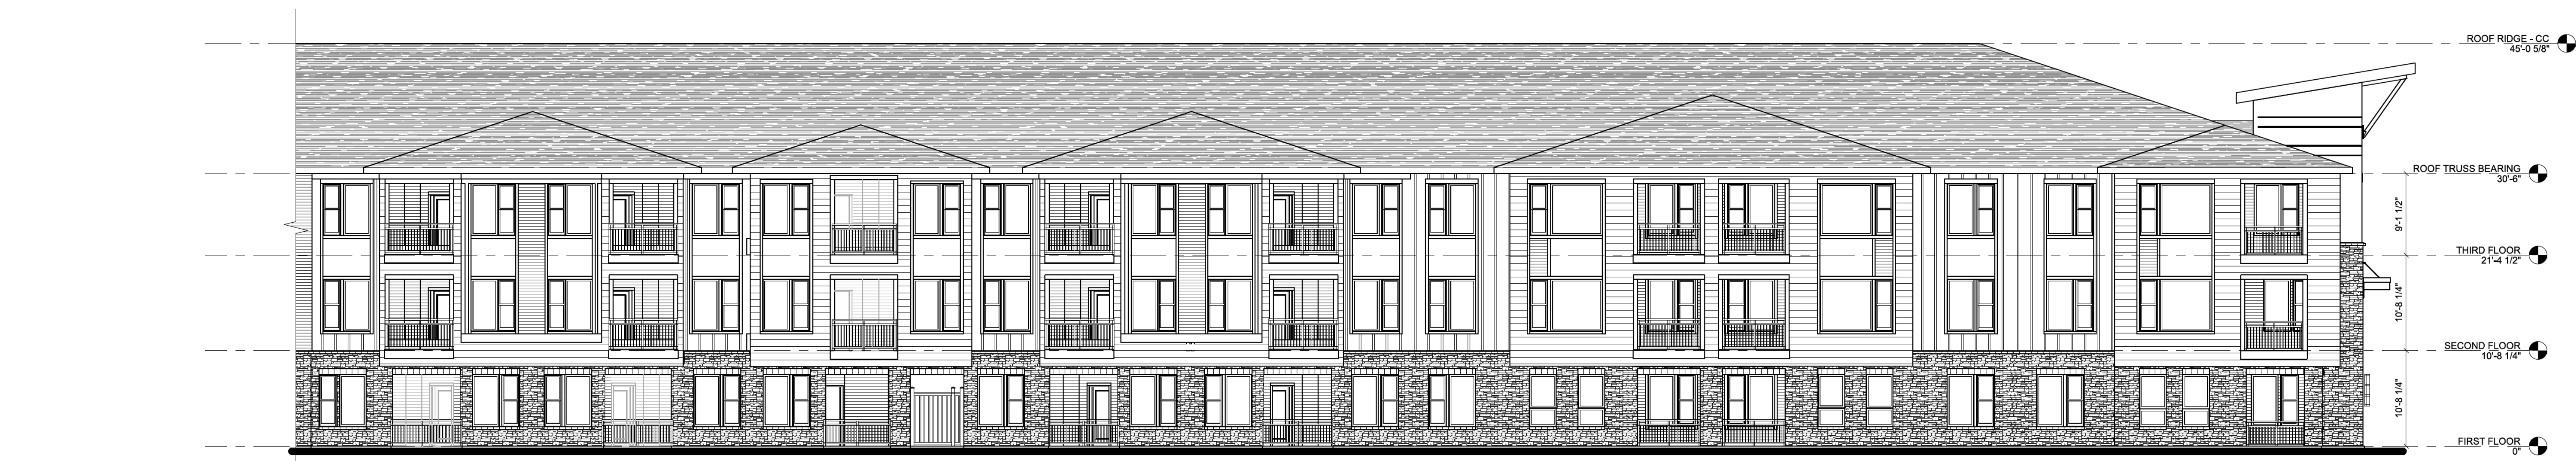 ROOF RIDGE - CC
45'-0 5/8"
ROOF TRUSS BEARING
30'-6"
9'-1 1/2"
THIRD FLOOR
21'-4 1/2"
10'-8 1/4"
SECOND FLOOR
10'-8 1/4"
10'-8 1/4"
FIRST FLOOR
0"